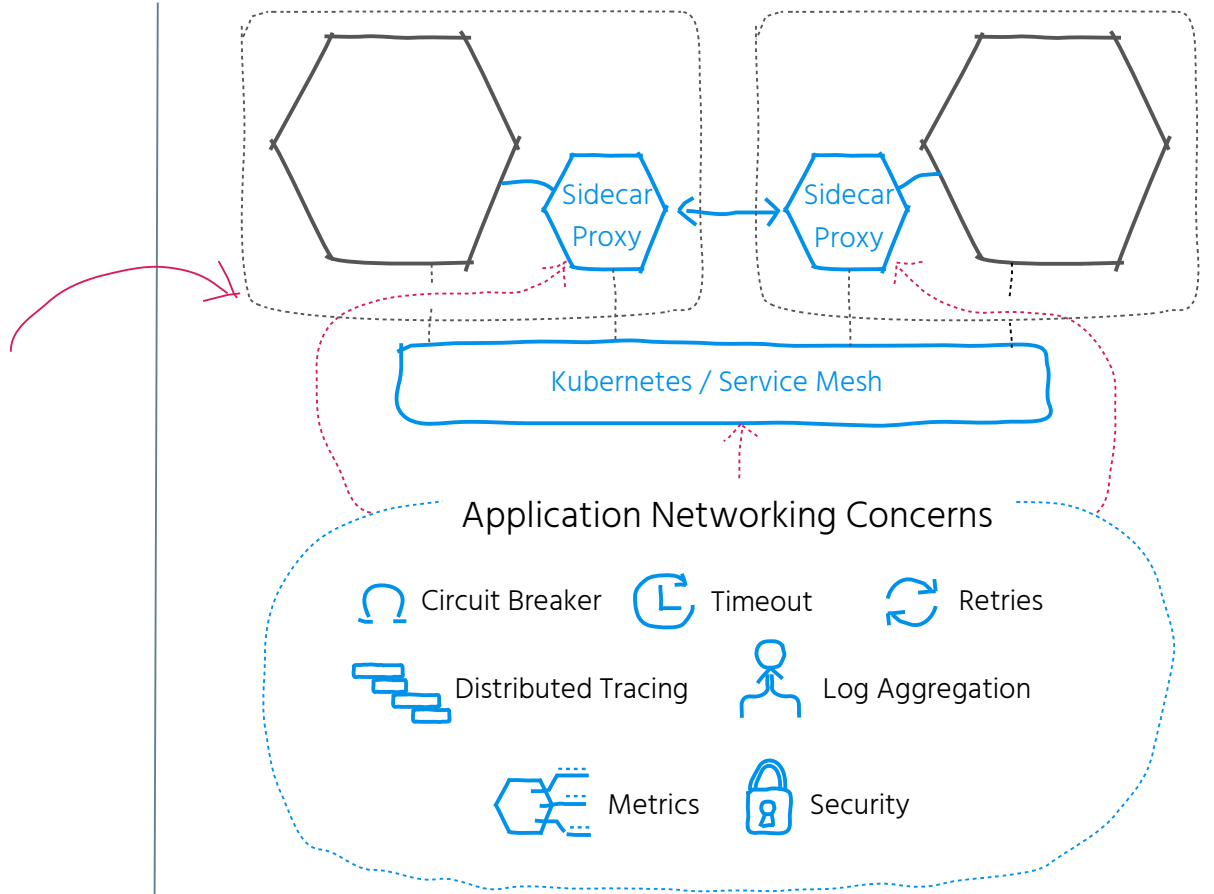 Sidecar
Proxy
Sidecar
Proxy
Kubernetes / Service Mesh
Application Networking Concerns
Circuit Breaker
Timeout
Retries
Distributed Tracing
Log Aggregation
Metrics
Security